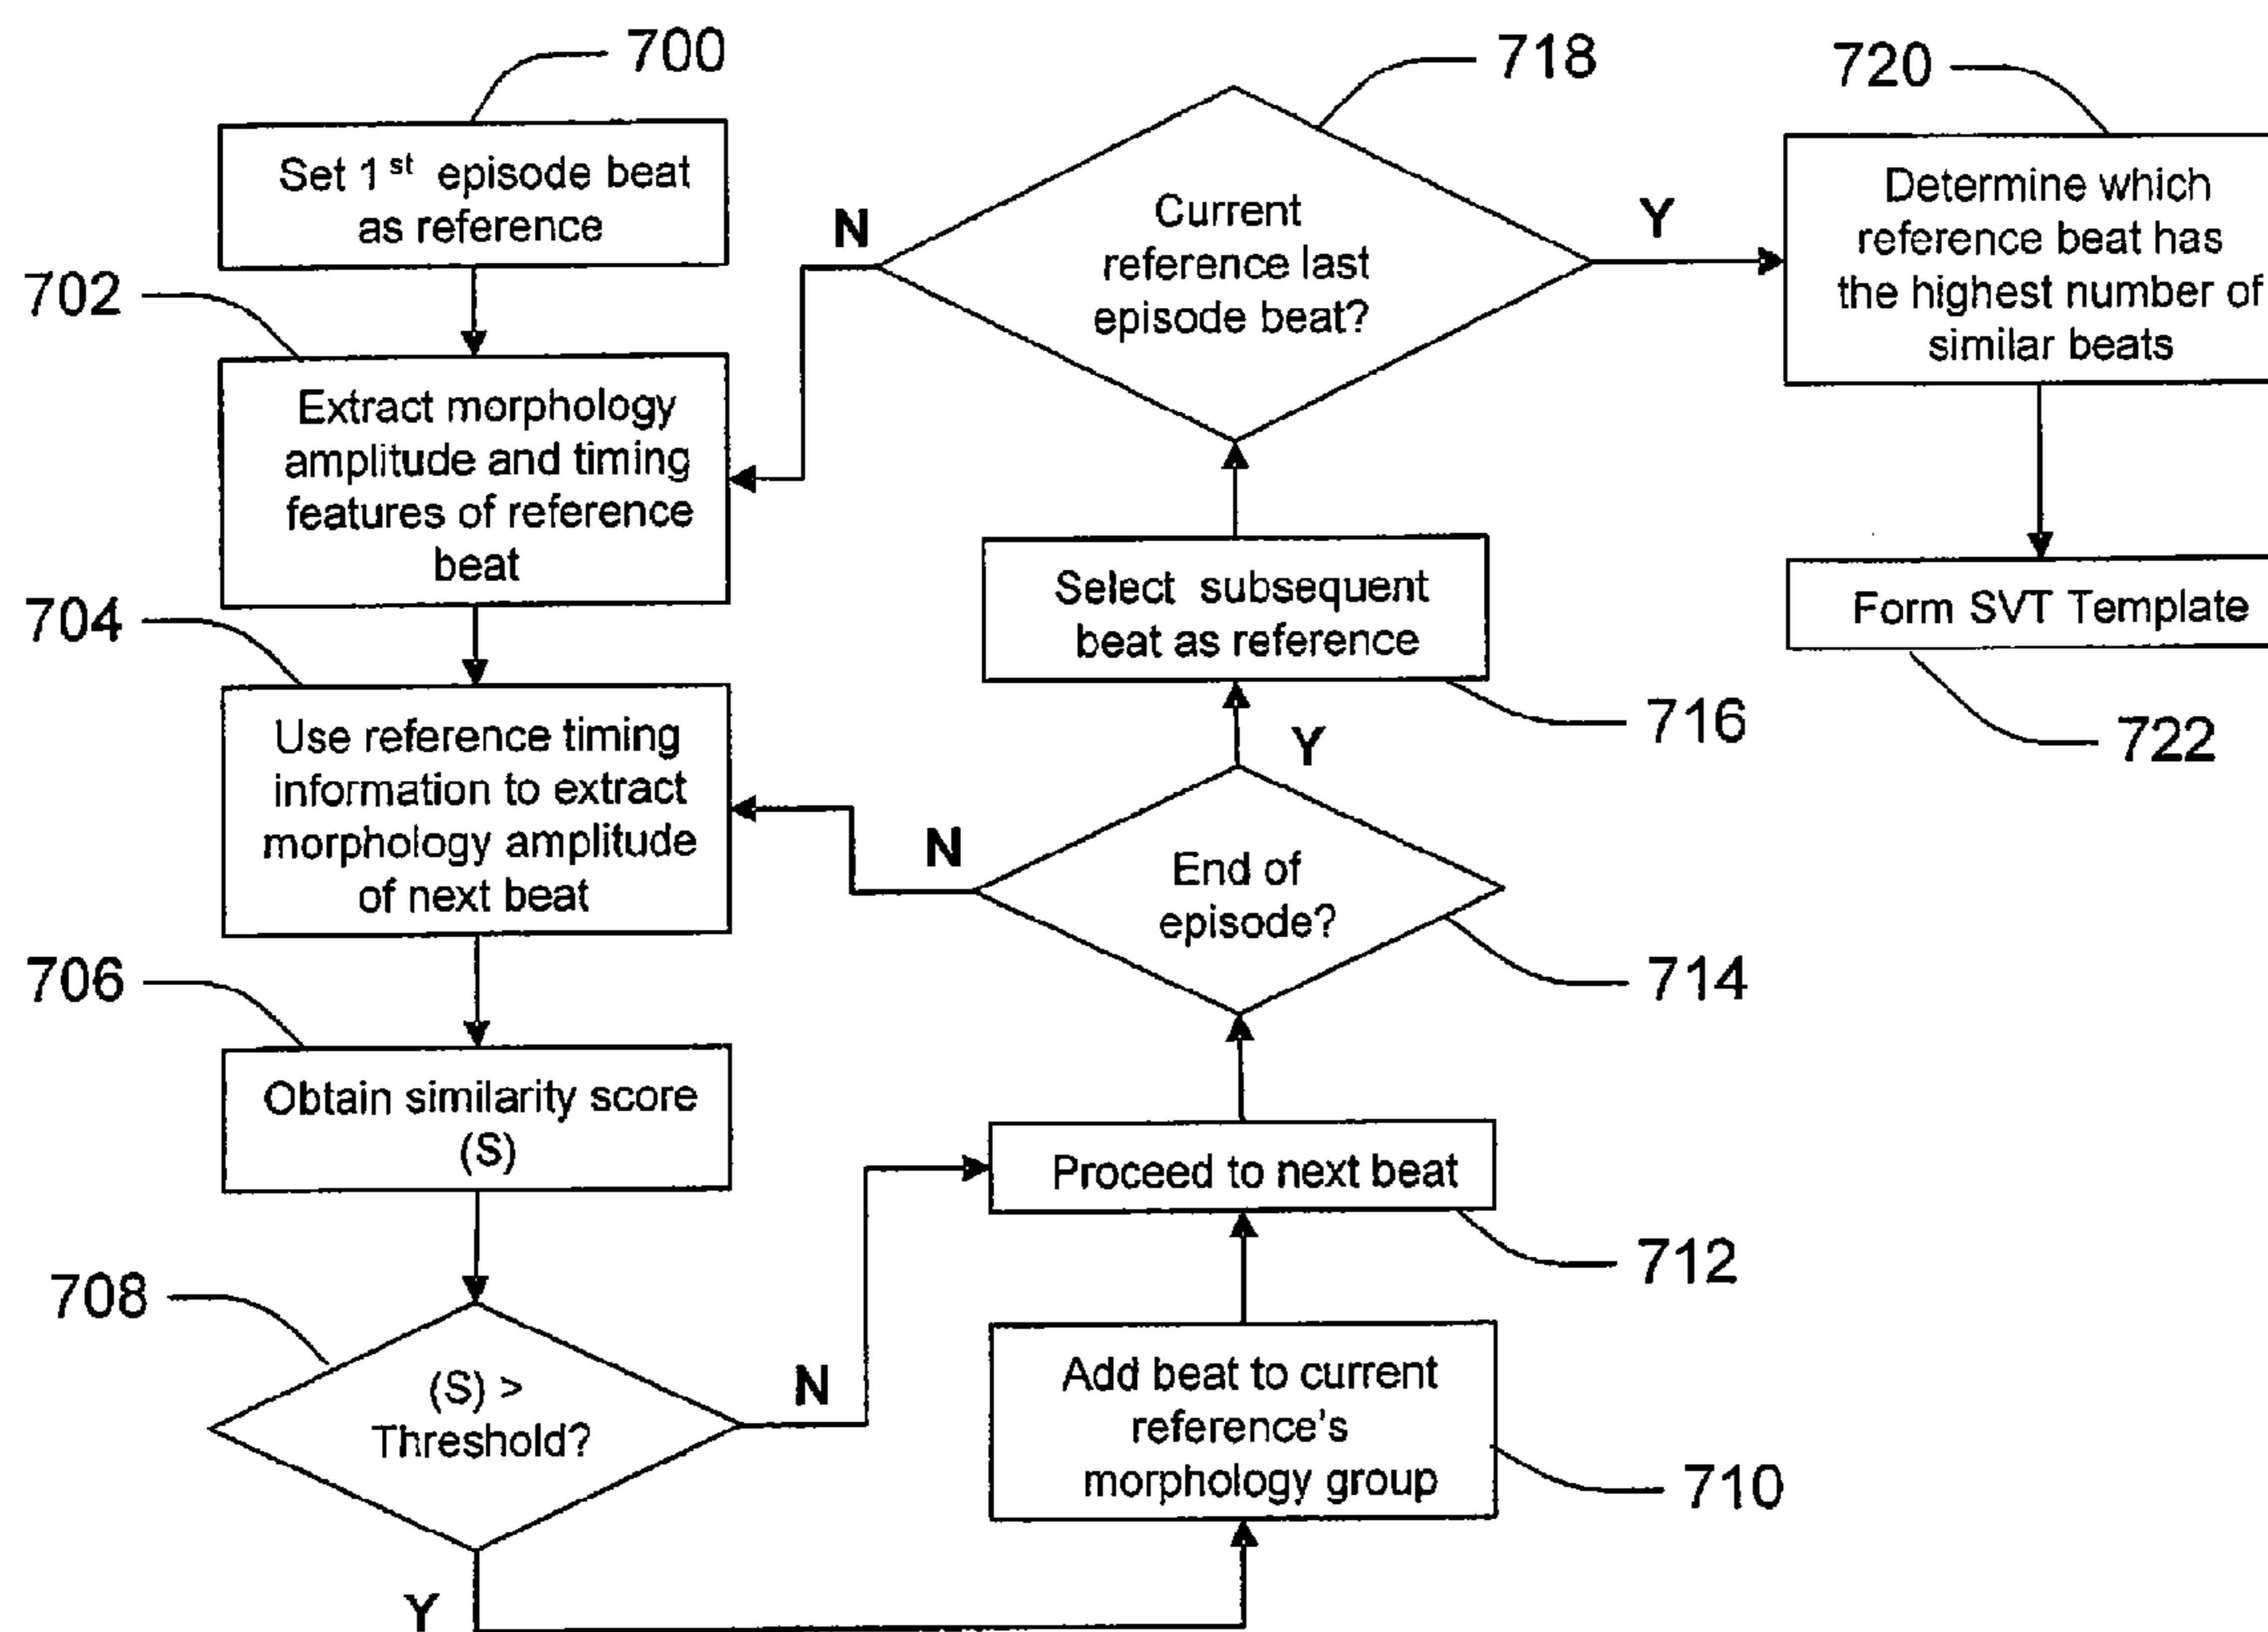 700
Set 1st episode beat
as reference
702
Extract morphology
amplitude and timing
features of reference
beat
704
Use reference timing
information to extract
morphology amplitude
of next beat
706
Obtain similarity score
(S)
708
(S) >
Threshold?
N
Y
Add beat to current
reference's
morphology group
710
Proceed to next beat
712
End of
episode?
714
N
Y
Select subsequent
beat as reference
716
Current
reference last
episode beat?
718
N
Y
720
Determine which
reference beat has
the highest number of
similar beats
Form SVT Template
722